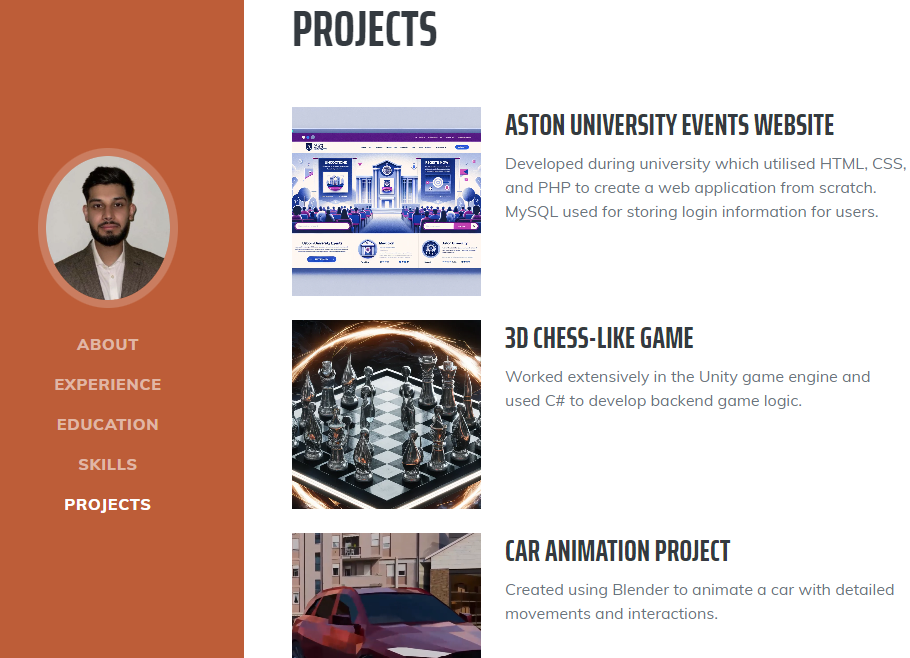 PROJECTS
ABOUT
EXPERIENCE
EDUCATION
SKILLS
PROJECTS
ASTON UNIVERSITY EVENTS WEBSITE
Developed during university which utilised HTML, CSS,
and PHP to create a web application from scratch.
MySQL used for storing login information for users.
3D CHESS-LIKE GAME
Worked extensively in the Unity game engine and
used C# to develop backend game logic.
CAR ANIMATION PROJECT
Created using Blender to animate a car with detailed
movements and interactions.